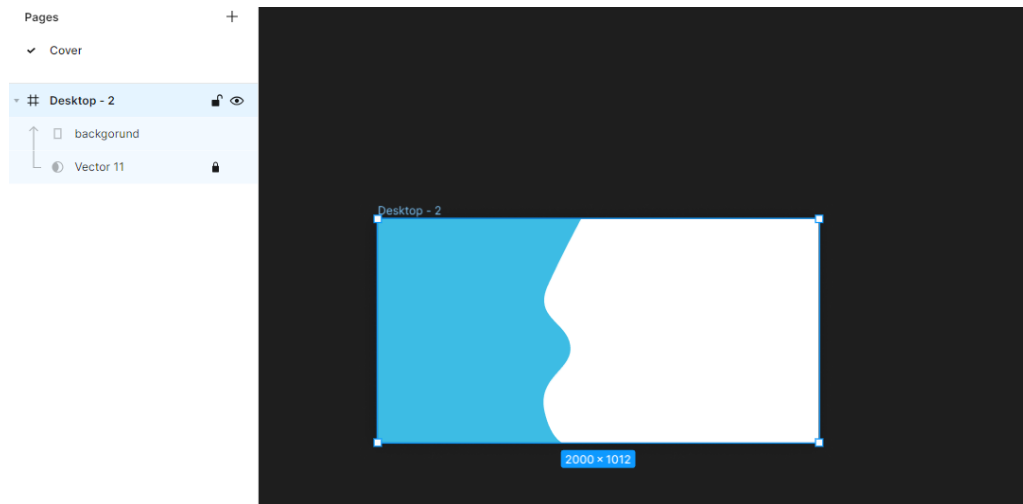 Pages
Cover
Desktop - 2
backgorund
Vector 11
Desktop - 2
2000 × 1012